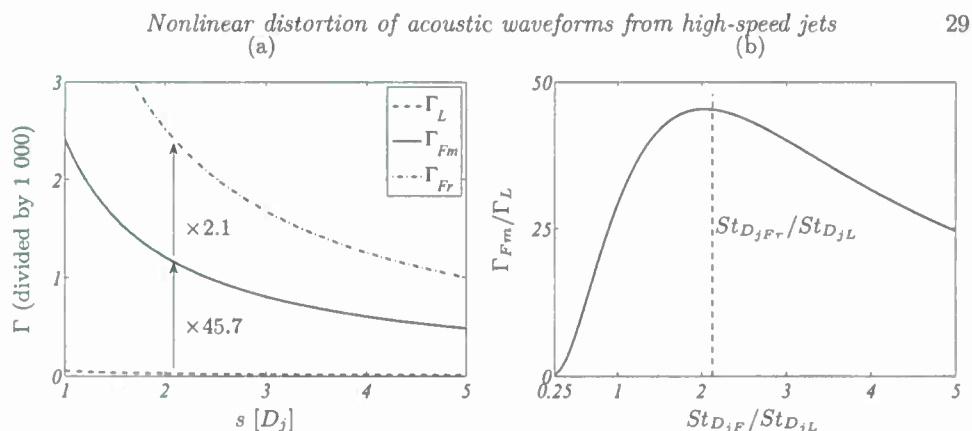 Nonlinear distortion of acoustic waveforms from high-speed jets 29
(a) (b)
3
2
1
0
Γ (divided by 1 000)
Γ_L
Γ_Fm
Γ_Fr
×2.1
×45.7
1 2 3 4 5
s [D_j]
50
25
0
Γ_Fm/Γ_L
St_DjFr/St_DjL
0.25 1 2 3 4 5
St_DjF/St_DjL